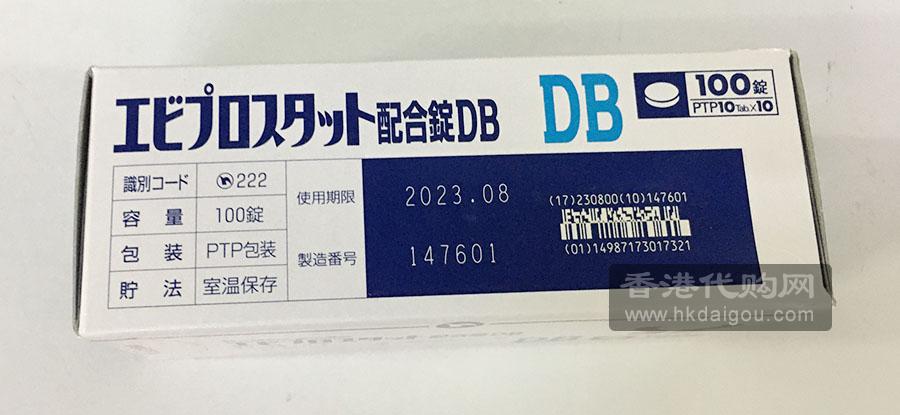 エビプロスタット配合錠DB
DB
100錠
PTP10Tab.×10
識別コード 222
容量 100錠
包装 PTP包装
貯法 室温保存
使用期限 2023.08
製造番号 147601
(17)230800(10)147601
(01)14987173017321
香港代购网
www.hkdaigou.com